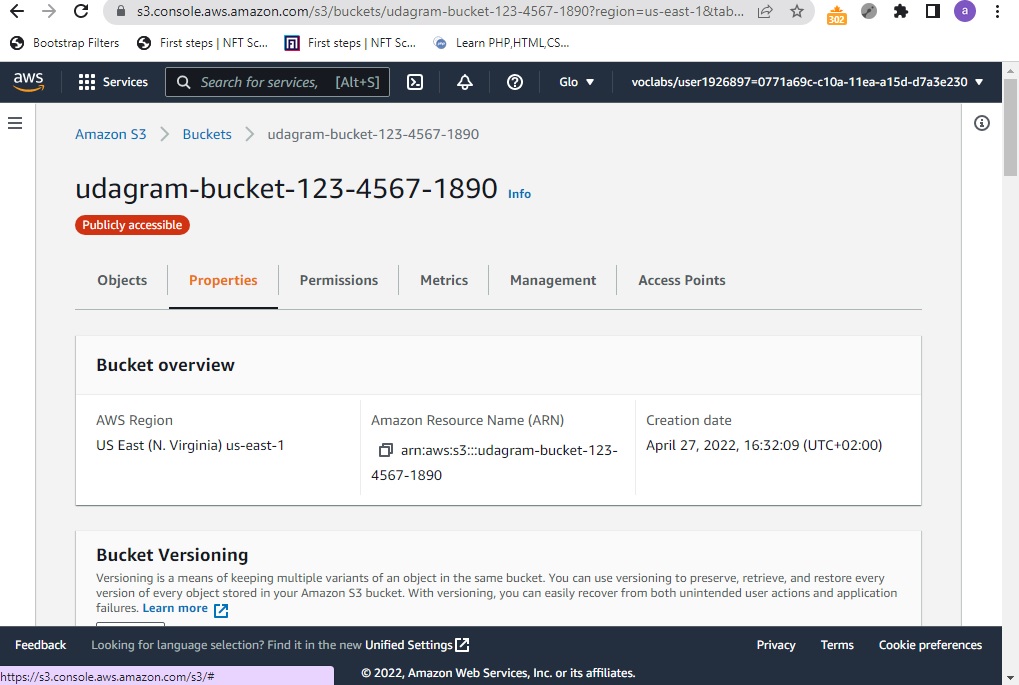 s3.console.aws.amazon.com/s3/buckets/udagram-bucket-123-4567-1890?region=us-east-1&tab...
302
a
Bootstrap Filters
First steps | NFT Sc...
First steps | NFT Sc...
Learn PHP,HTML,CS...
aws
Services
Search for services, [Alt+S]
Glo
voclabs/user1926897=0771a69c-c10a-11ea-a15d-d7a3e230
Amazon S3
Buckets
udagram-bucket-123-4567-1890
udagram-bucket-123-4567-1890 Info
Publicly accessible
Objects
Properties
Permissions
Metrics
Management
Access Points
Bucket overview
AWS Region
US East (N. Virginia) us-east-1
Amazon Resource Name (ARN)
arn:aws:s3:::udagram-bucket-123-
4567-1890
Creation date
April 27, 2022, 16:32:09 (UTC+02:00)
Bucket Versioning
Versioning is a means of keeping multiple variants of an object in the same bucket. You can use versioning to preserve, retrieve, and restore every
version of every object stored in your Amazon S3 bucket. With versioning, you can easily recover from both unintended user actions and application
failures. Learn more
Feedback
Looking for language selection? Find it in the new Unified Settings
Privacy
Terms
Cookie preferences
https://s3.console.aws.amazon.com/s3/#
© 2022, Amazon Web Services, Inc. or its affiliates.